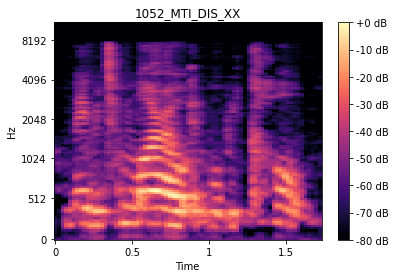 1052_MTI_DIS_XX
+0 dB
8192
-10 dB
4096
-20 dB
-30 dB
2048
Hz
-40 dB
1024
-50 dB
512
-60 dB
-70 dB
0
-80 dB
0
0.5
1
1.5
Time